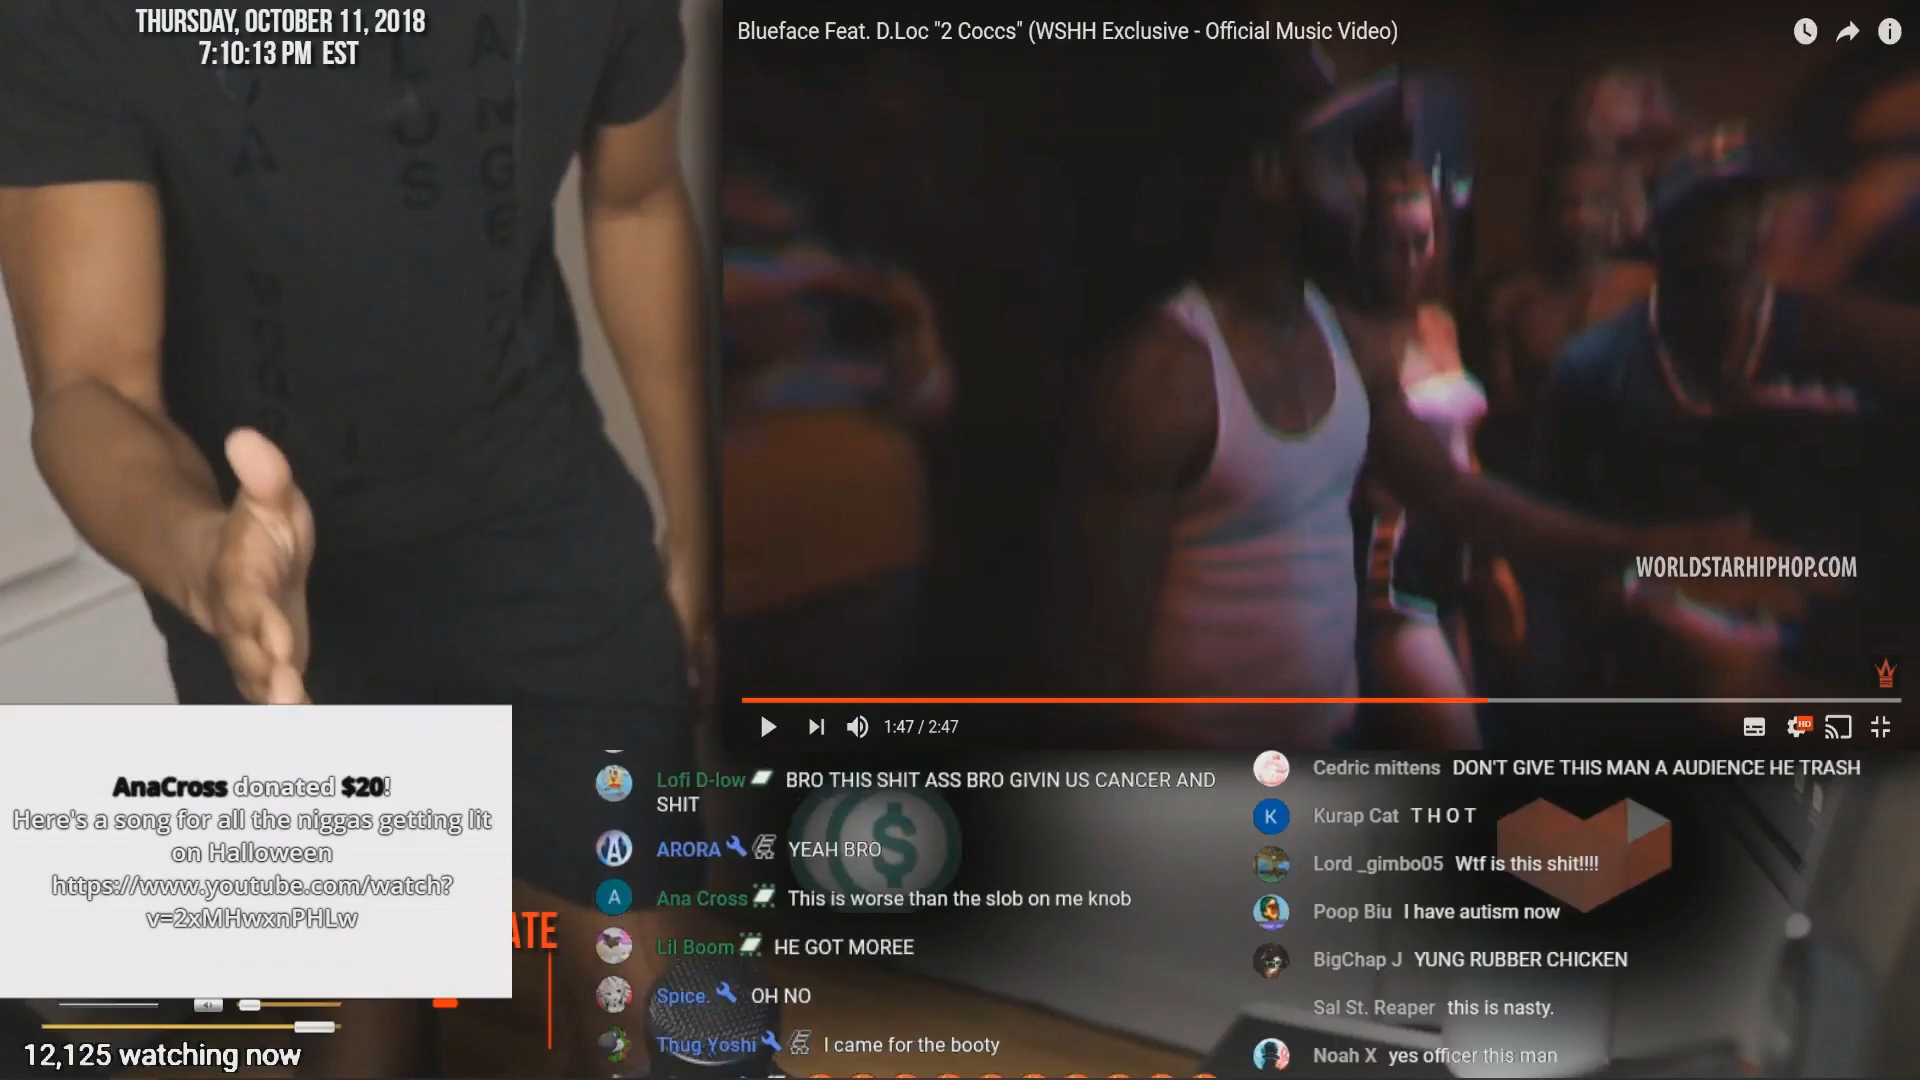 THURSDAY, OCTOBER 11, 2018
7:10:13 PM EST
Blueface Feat. D.Loc "2 Coccs" (WSHH Exclusive - Official Music Video)
WORLDSTARHIPHOP.COM
1:47 / 2:47
HD
AnaCross donated $20!
Here's a song for all the niggas getting lit
on Halloween
https://www.youtube.com/watch?
v=2xMHwxnPHLw
ATE
12,125 watching now
Lofi D-low BRO THIS SHIT ASS BRO GIVIN US CANCER AND
SHIT
ARORA YEAH BRO
A Ana Cross This is worse than the slob on me knob
Lil Boom HE GOT MOREE
Spice. OH NO
Thug Yoshi I came for the booty
Cedric mittens DON'T GIVE THIS MAN A AUDIENCE HE TRASH
K Kurap Cat T H O T
Lord _gimbo05 Wtf is this shit!!!!
Poop Biu I have autism now
BigChap J YUNG RUBBER CHICKEN
Sal St. Reaper this is nasty.
Noah X yes officer this man